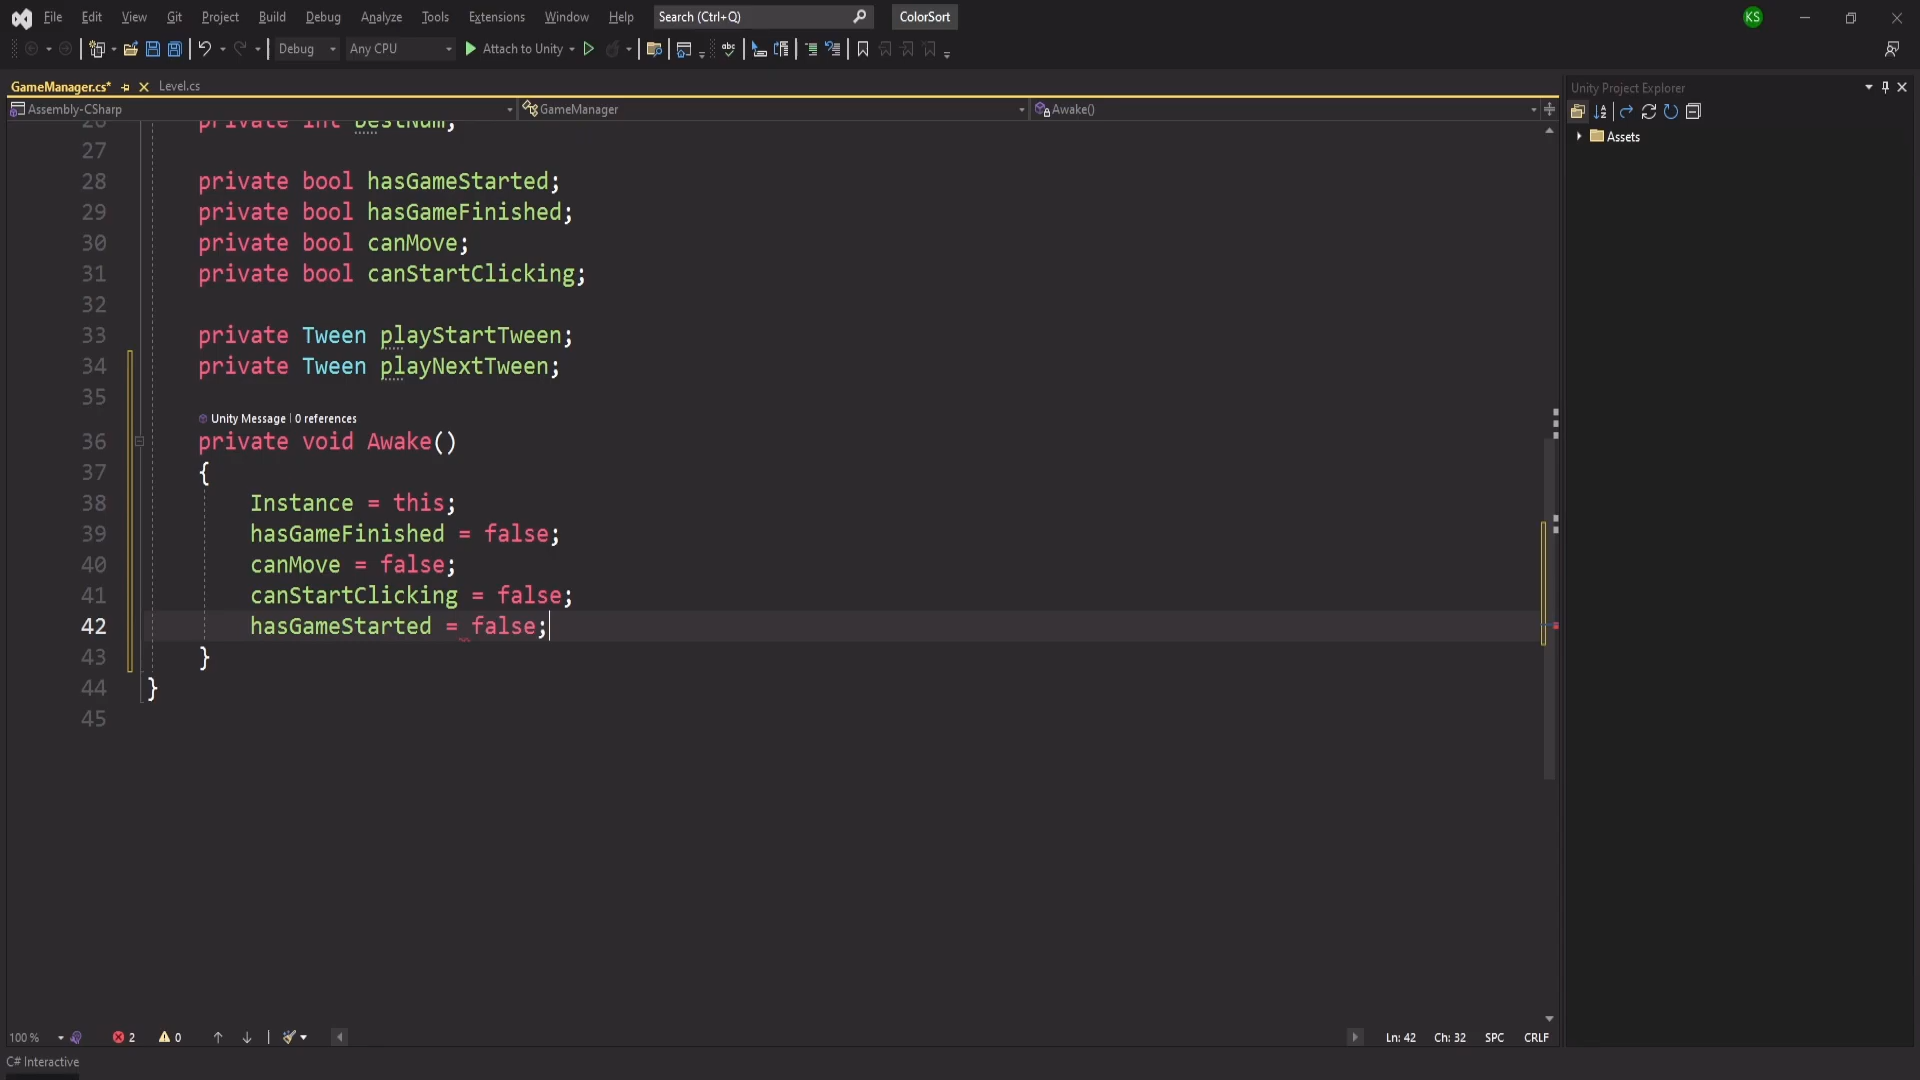 File Edit View Git Project Build Debug Analyze Tools Extensions Window Help Search (Ctrl+Q) ColorSort KS
Debug Any CPU Attach to Unity
GameManager.cs* Level.cs
Assembly-CSharp GameManager Awake()
26 private int bestNum;
27
28 private bool hasGameStarted;
29 private bool hasGameFinished;
30 private bool canMove;
31 private bool canStartClicking;
32
33 private Tween playStartTween;
34 private Tween playNextTween;
35
Unity Message | 0 references
36 private void Awake()
37 {
38 Instance = this;
39 hasGameFinished = false;
40 canMove = false;
41 canStartClicking = false;
42 hasGameStarted = false;
43 }
44 }
45
100 % 2 0 Ln: 42 Ch: 32 SPC CRLF
C# Interactive
Unity Project Explorer
Assets